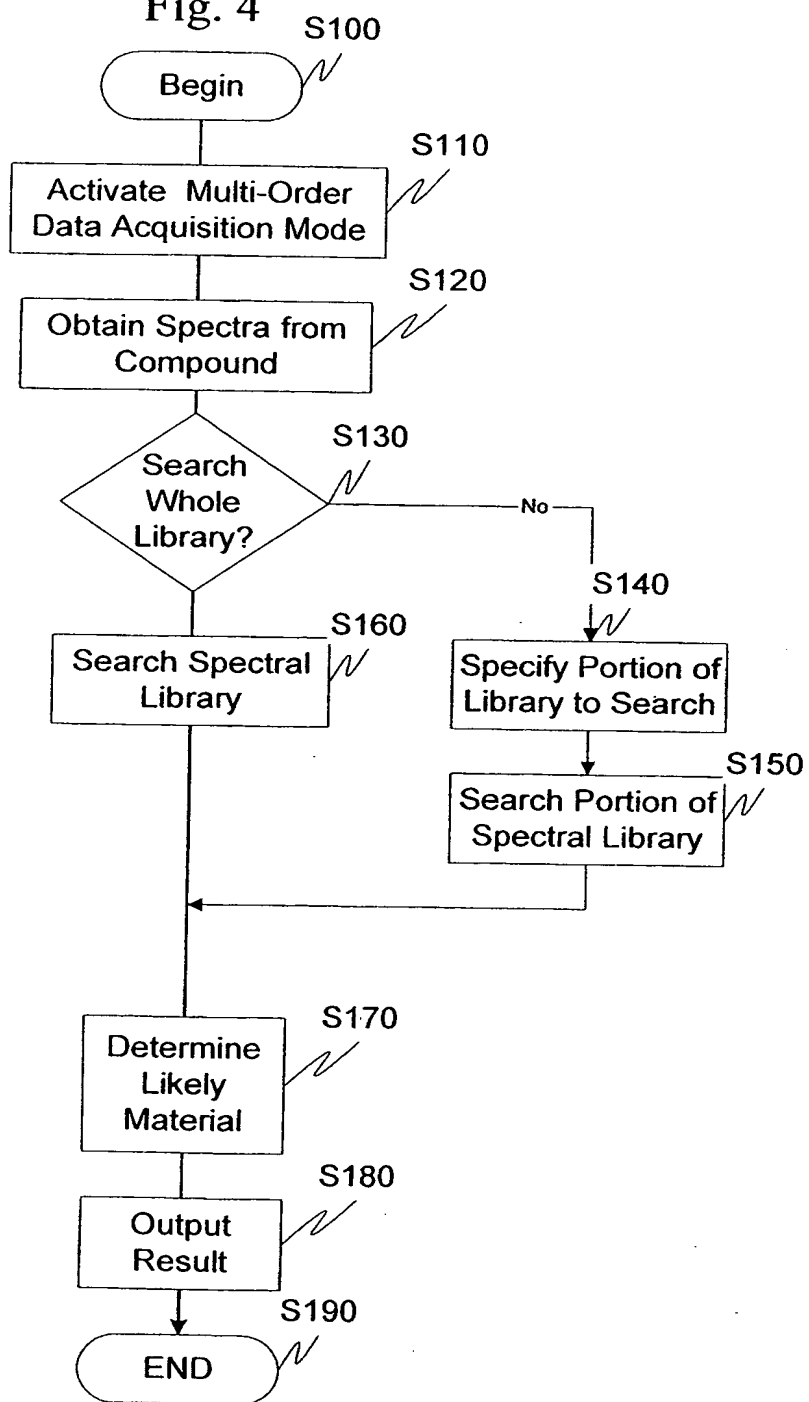 Fig. 4
S100
Begin
S110
Activate Multi-Order
Data Acquisition Mode
S120
Obtain Spectra from
Compound
S130
Search
Whole
Library?
No
S140
Specify Portion of
Library to Search
S160
Search Spectral
Library
S150
Search Portion of
Spectral Library
S170
Determine
Likely
Material
S180
Output
Result
S190
END